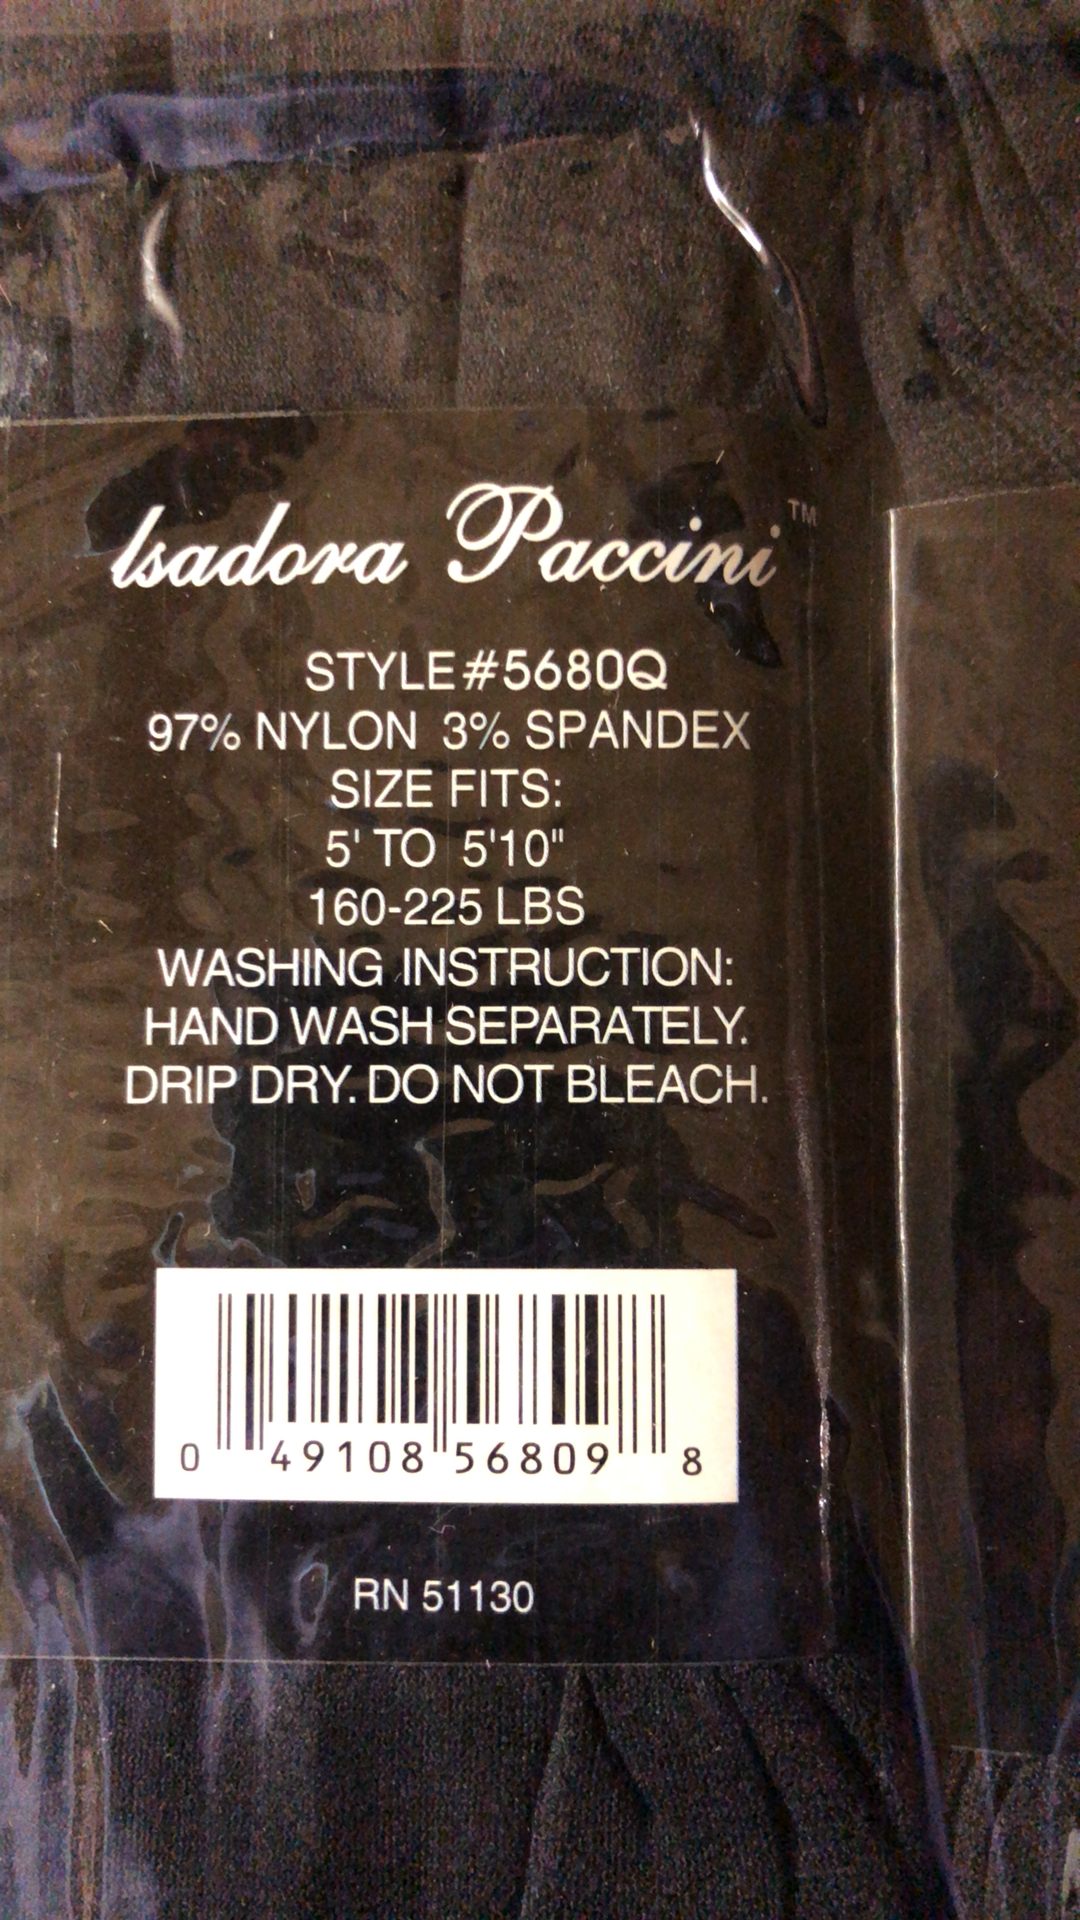 Isadora Paccini™
STYLE#5680Q
97% NYLON 3% SPANDEX
SIZE FITS:
5' TO 5'10"
160-225 LBS
WASHING INSTRUCTION:
HAND WASH SEPARATELY.
DRIP DRY. DO NOT BLEACH.
0 49108 56809 8
RN 51130